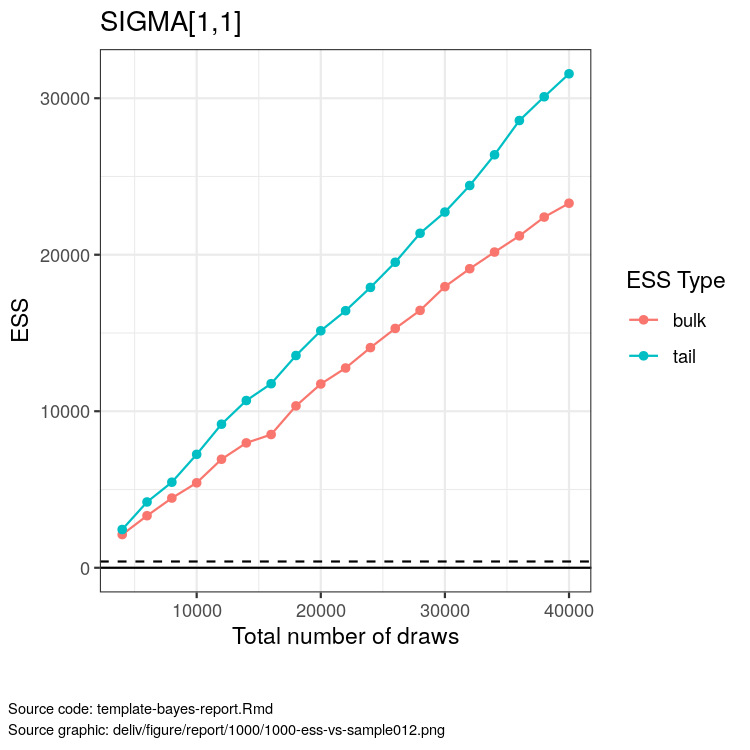 SIGMA[1,1]
30000
20000
10000
0
ESS
10000 20000 30000 40000
Total number of draws
ESS Type
bulk
tail
Source code: template-bayes-report.Rmd
Source graphic: deliv/figure/report/1000/1000-ess-vs-sample012.png